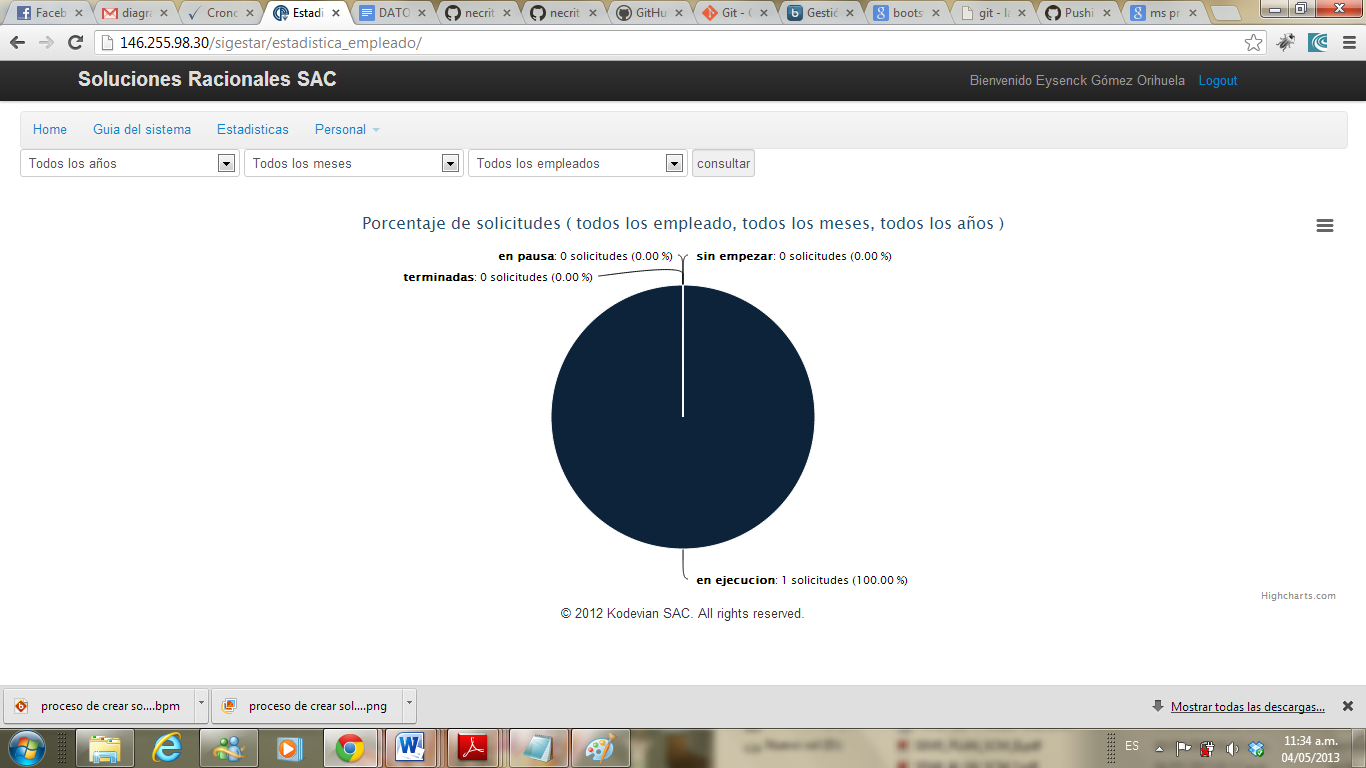 Faceb
diagra
Crono
Estadi
DATO
necrit
necrit
GitHu
Git - C
Gestió
boots
git - la
Pushi
ms pr
146.255.98.30/sigestar/estadistica_empleado/
Soluciones Racionales SAC
Bienvenido Eysenck Gómez Orihuela Logout
Home Guia del sistema Estadisticas Personal
Todos los años Todos los meses Todos los empleados consultar
Porcentaje de solicitudes ( todos los empleado, todos los meses, todos los años )
en pausa: 0 solicitudes (0.00 %)
sin empezar: 0 solicitudes (0.00 %)
terminadas: 0 solicitudes (0.00 %)
en ejecucion: 1 solicitudes (100.00 %)
Highcharts.com
© 2012 Kodevian SAC. All rights reserved.
proceso de crear so....bpm
proceso de crear sol....png
Mostrar todas las descargas...
ES
11:34 a.m.
04/05/2013